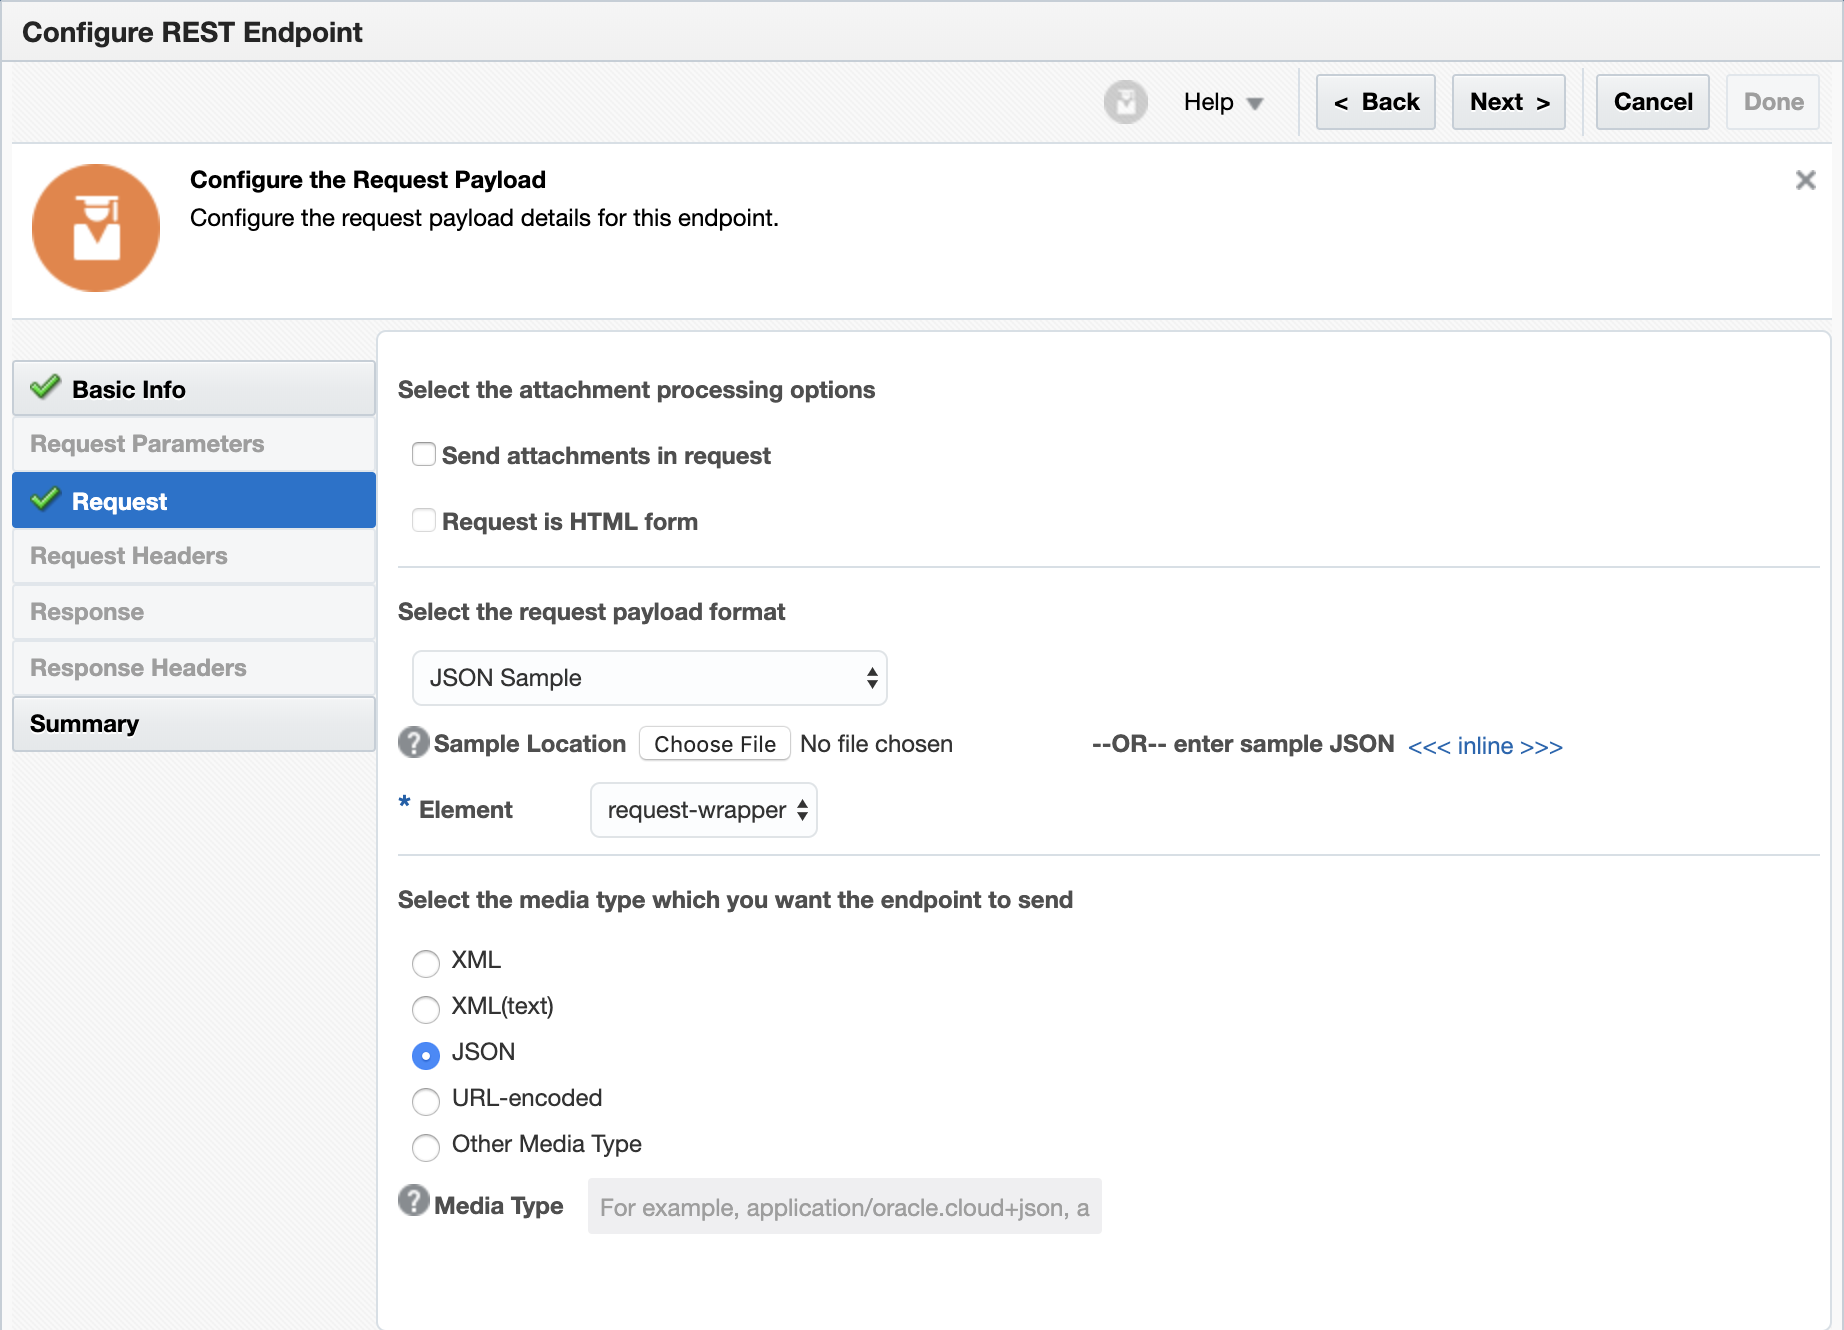 Configure REST Endpoint
Help
< Back
Next >
Cancel
Done
Configure the Request Payload
Configure the request payload details for this endpoint.
Basic Info
Request Parameters
Request
Request Headers
Response
Response Headers
Summary
Select the attachment processing options
Send attachments in request
Request is HTML form
Select the request payload format
JSON Sample
? Sample Location Choose File No file chosen --OR-- enter sample JSON <<< inline >>>
* Element request-wrapper
Select the media type which you want the endpoint to send
XML
XML(text)
JSON
URL-encoded
Other Media Type
? Media Type For example, application/oracle.cloud+json, a